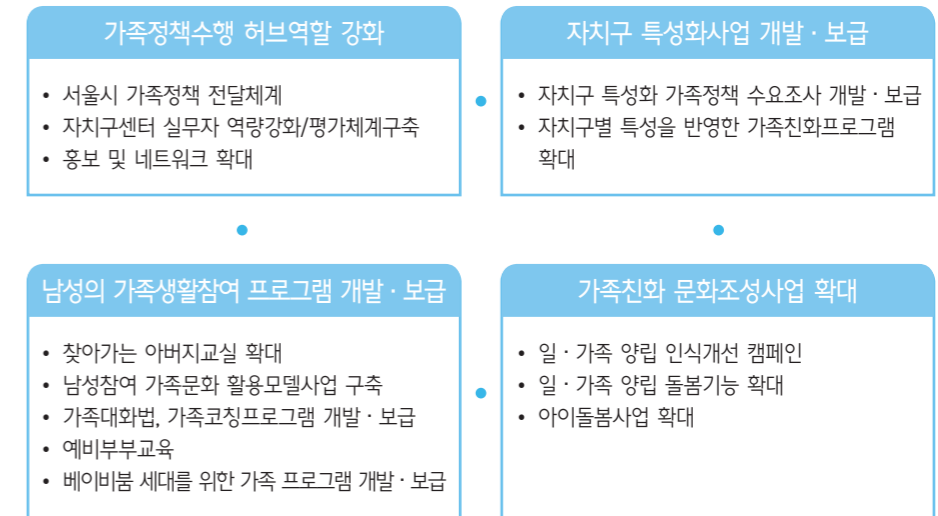 가족정책수행 허브역할 강화
• 서울시 가족정책 전달체계
• 자치구센터 실무자 역량강화/평가체계구축
• 홍보 및 네트워크 확대
자치구 특성화사업 개발 · 보급
• 자치구 특성화 가족정책 수요조사 개발 · 보급
• 자치구별 특성을 반영한 가족친화프로그램
확대
남성의 가족생활참여 프로그램 개발 · 보급
• 찾아가는 아버지교실 확대
• 남성참여 가족문화 활용모델사업 구축
• 가족대화법, 가족코칭프로그램 개발 · 보급
• 예비부부교육
• 베이비붐 세대를 위한 가족 프로그램 개발 · 보급
가족친화 문화조성사업 확대
• 일 · 가족 양립 인식개선 캠페인
• 일 · 가족 양립 돌봄기능 확대
• 아이돌봄사업 확대